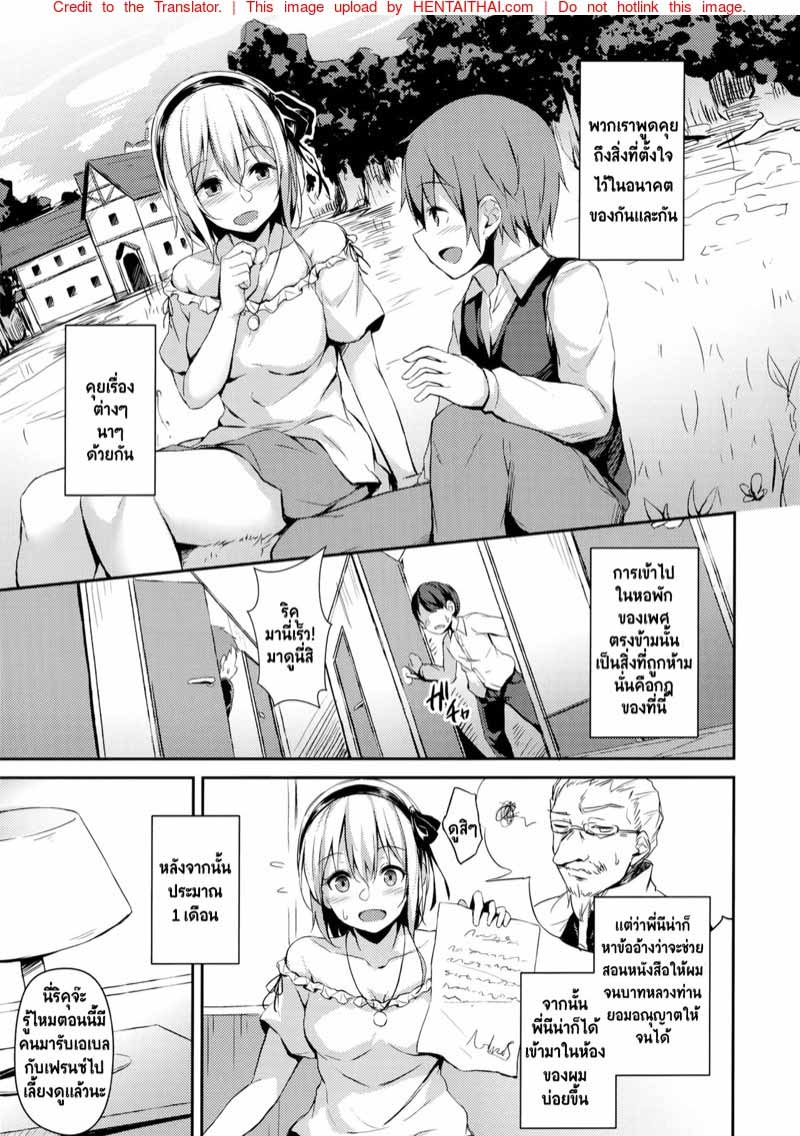 Credit to the Translator. | This image upload by HENTAITHAI.com | Do not hotlink this image.
พวกเราพูดคุย
ถึงสิ่งที่ตั้งใจ
ไว้ในอนาคต
ของกันและกัน
คุยเรื่อง
ต่างๆ
นาๆ
ด้วยกัน
การเข้าไป
ในหอพัก
ของเพศ
ตรงข้ามนั้น
เป็นสิ่งที่ถูกห้าม
นั่นคือกฎ
ของที่นี่
ริคุ
มานี่เร็ว!
มาดูนี่สิ
ดูสิๆ
แต่ว่าพี่นีน่าก็
หาข้ออ้างว่าจะช่วย
สอนหนังสือให้ผม
จนบาทหลวงท่าน
ยอมอณุญาตให้
จนได้
จากนั้น
พี่นีน่าก็ได้
เข้ามาในห้อง
ของผม
บ่อยขึ้น
หลังจากนั้น
ประมาณ
1 เดือน
นี่ริคุจ๊ะ
รู้ไหมตอนนี้มี
คนมารับเอเบล
กับเฟรนซ์ไป
เลี้ยงดูแล้วนะ